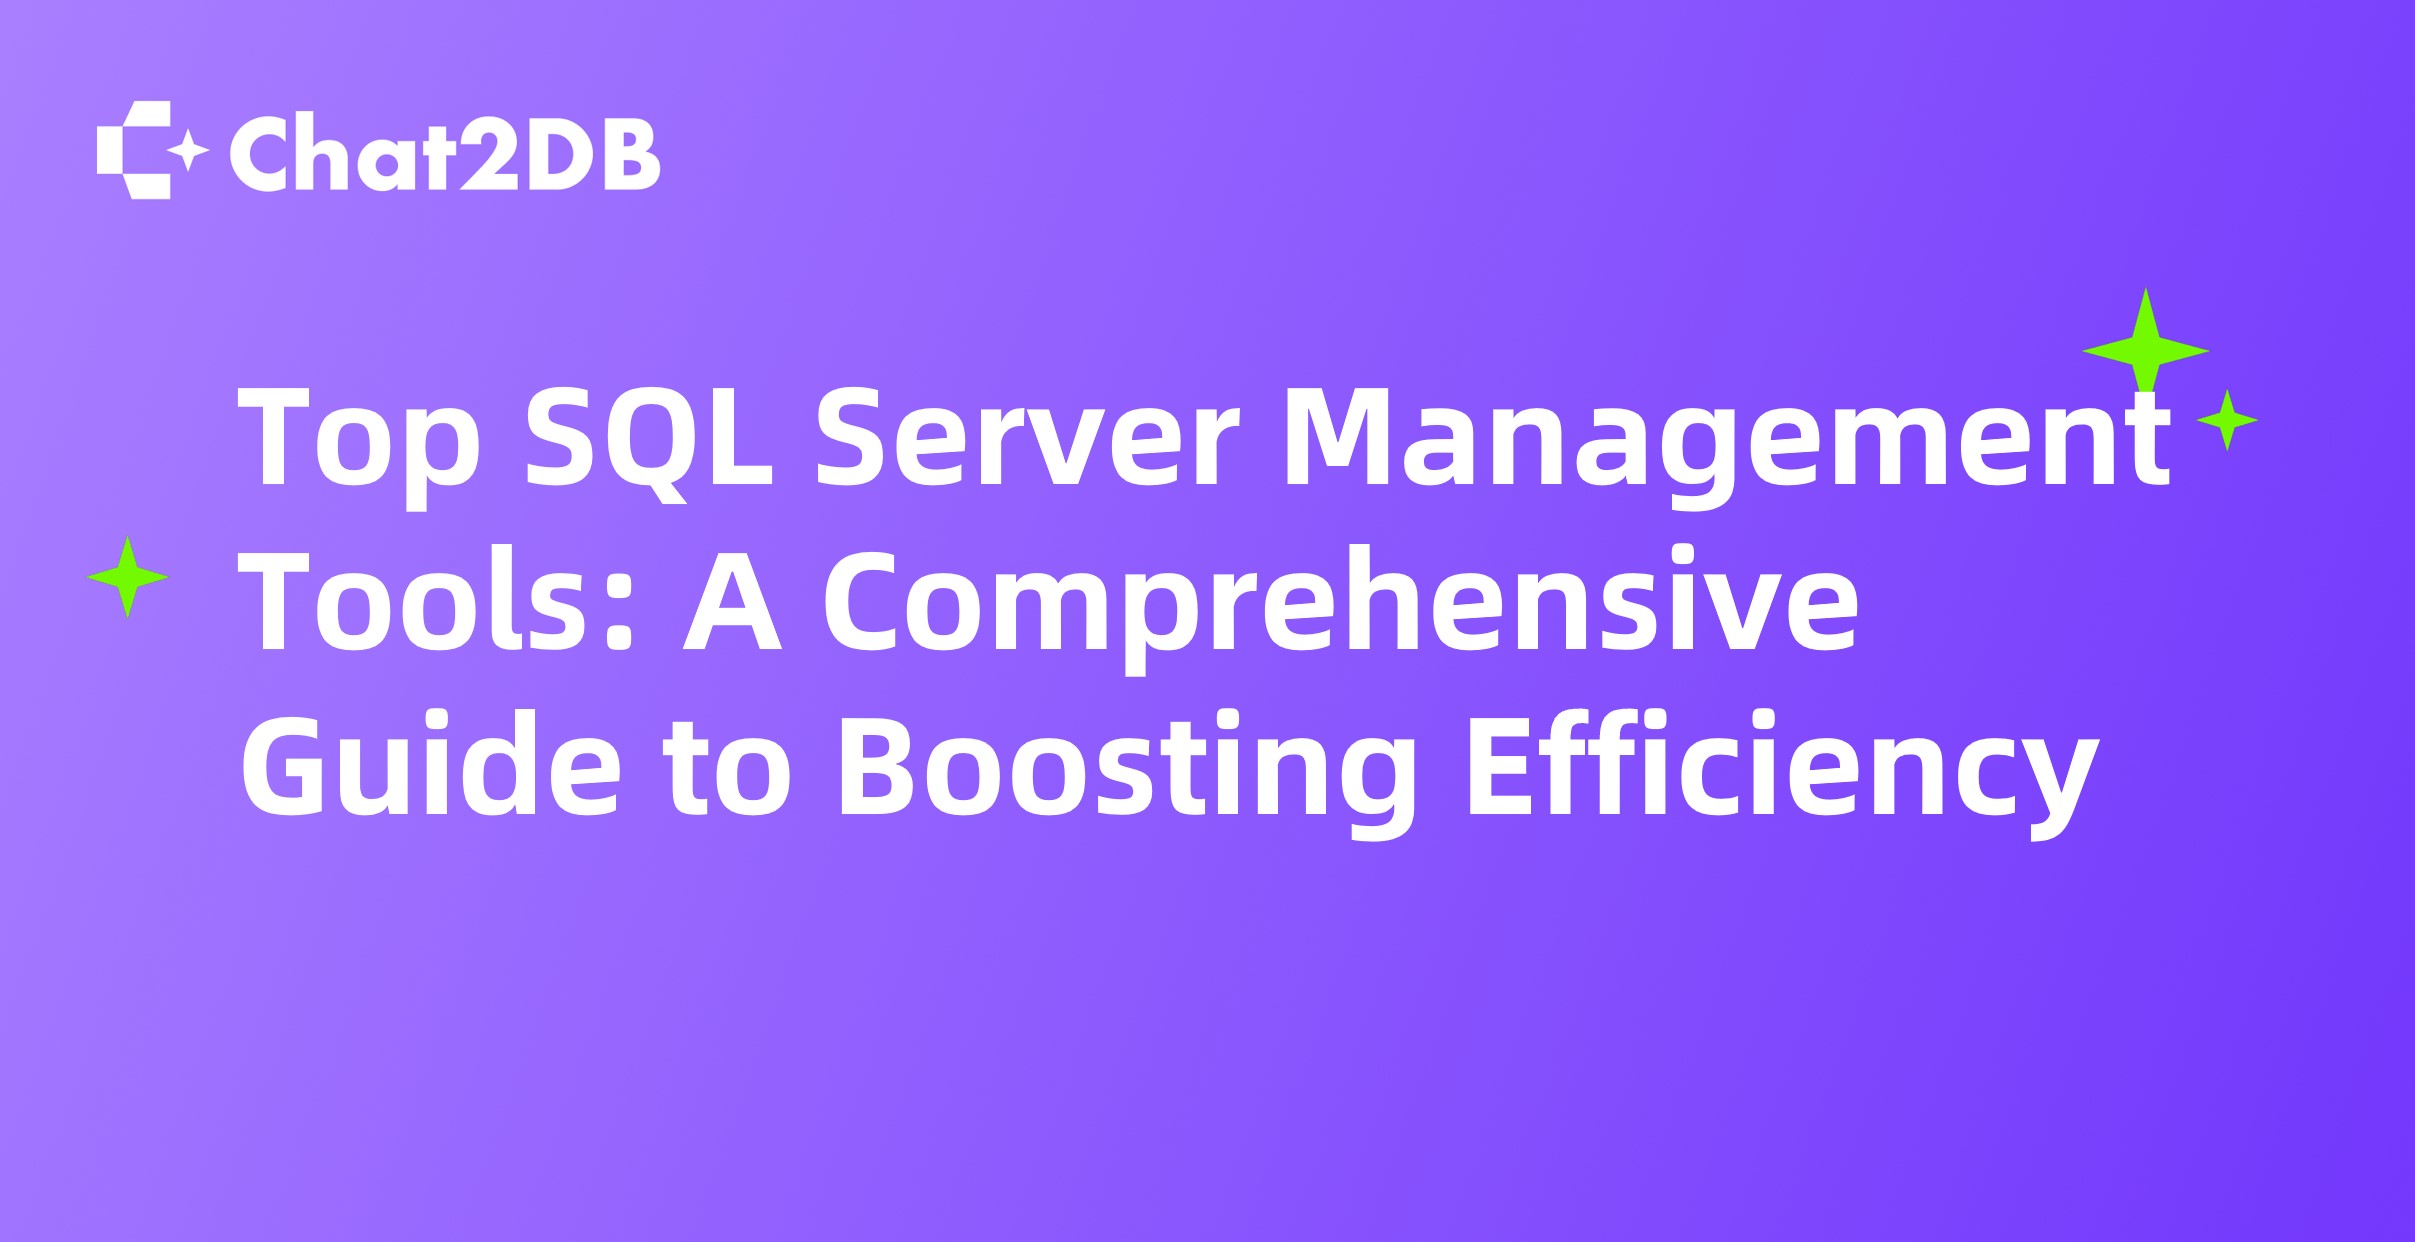 Chat2DB
Top SQL Server Management
Tools: A Comprehensive
Guide to Boosting Efficiency